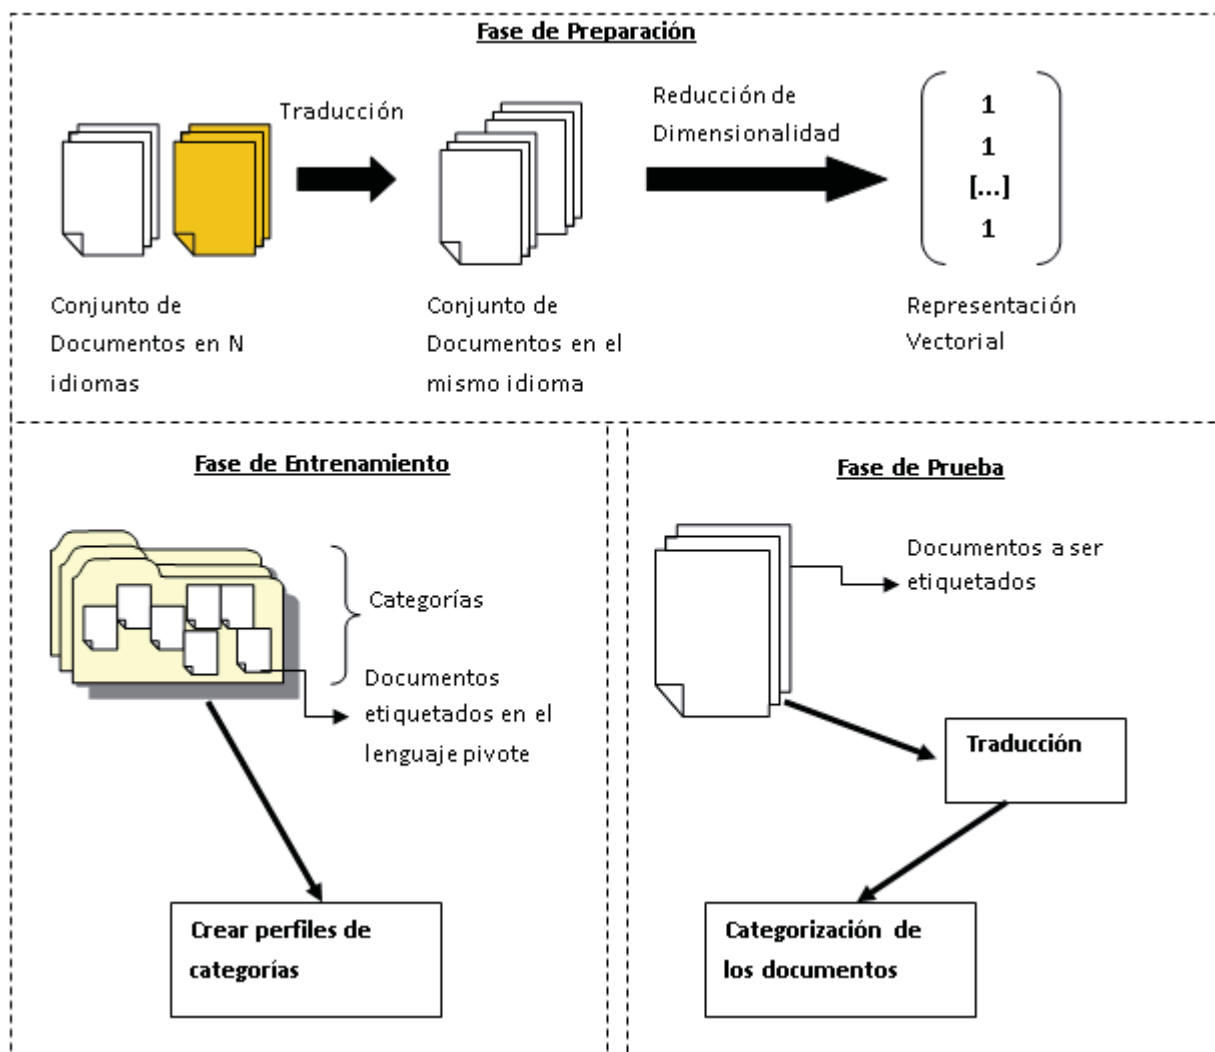 Fase de Preparación
Traducción
Reducción de
Dimensionalidad
1
1
[...]
1
Conjunto de
Documentos en N
idiomas
Conjunto de
Documentos en el
mismo idioma
Representación
Vectorial
Fase de Entrenamiento
Categorías
Documentos
etiquetados en el
lenguaje pivote
Crear perfiles de
categorías
Fase de Prueba
Documentos a ser
etiquetados
Traducción
Categorización de
los documentos